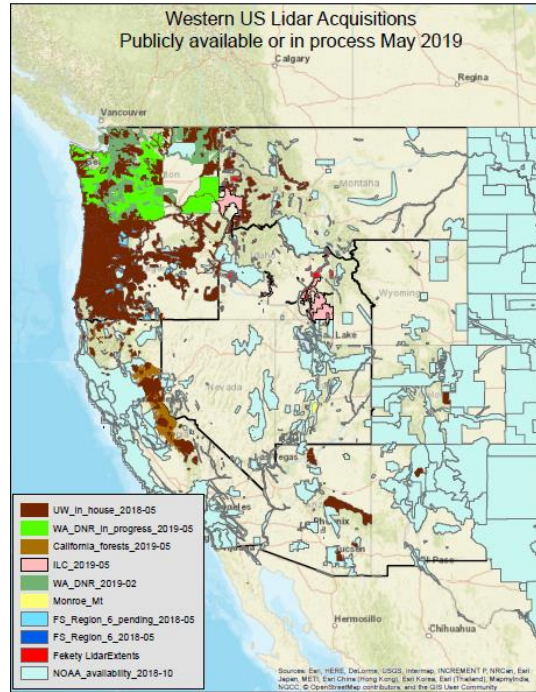 Western US Lidar Acquisitions
Publicly available or in process May 2019
Calgary
Regina
Vancouver
Montana
Wyoming
Lake
Nevada
Las Vegas
Phoenix
Tucson
El Paso
Hermosillo
Chihuahua
UW_in_house_2018-05
WA_DNR_in_progress_2019-05
California_forests_2019-05
ILC_2019-05
WA_DNR_2019-02
Monroe_Mt
FS_Region_6_pending_2018-05
FS_Region_6_2018-05
Fekety LidarExtents
NOAA_availability_2018-10
Sources: Esri, HERE, DeLorme, USGS, Intermap, INCREMENT P, NRCan, Esri
Japan, METI, Esri China (Hong Kong), Esri Korea, Esri (Thailand), MapmyIndia,
NGCC, © OpenStreetMap contributors, and the GIS User Community